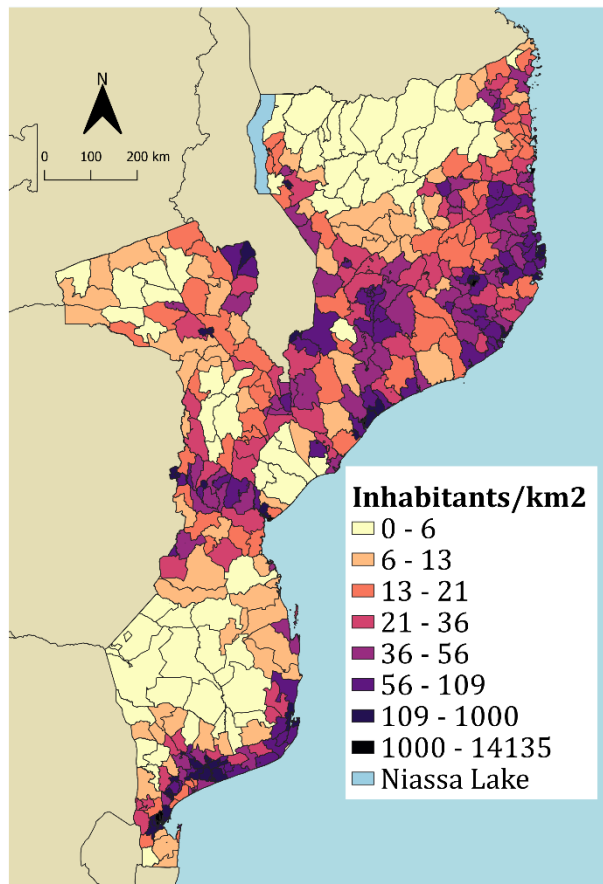 N
0 100 200 km
Inhabitants/km2
0 - 6
6 - 13
13 - 21
21 - 36
36 - 56
56 - 109
109 - 1000
1000 - 14135
Niassa Lake